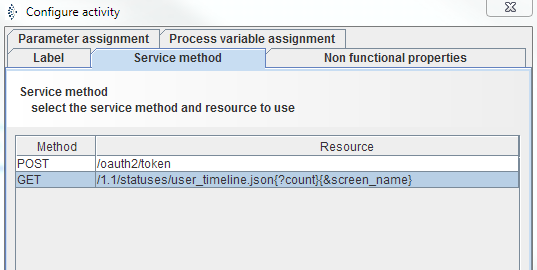 Configure activity
Parameter assignment Process variable assignment
Label Service method Non functional properties
Service method
select the service method and resource to use
Method Resource
POST /oauth2/token
GET /1.1/statuses/user_timeline.json{?count}{&screen_name}